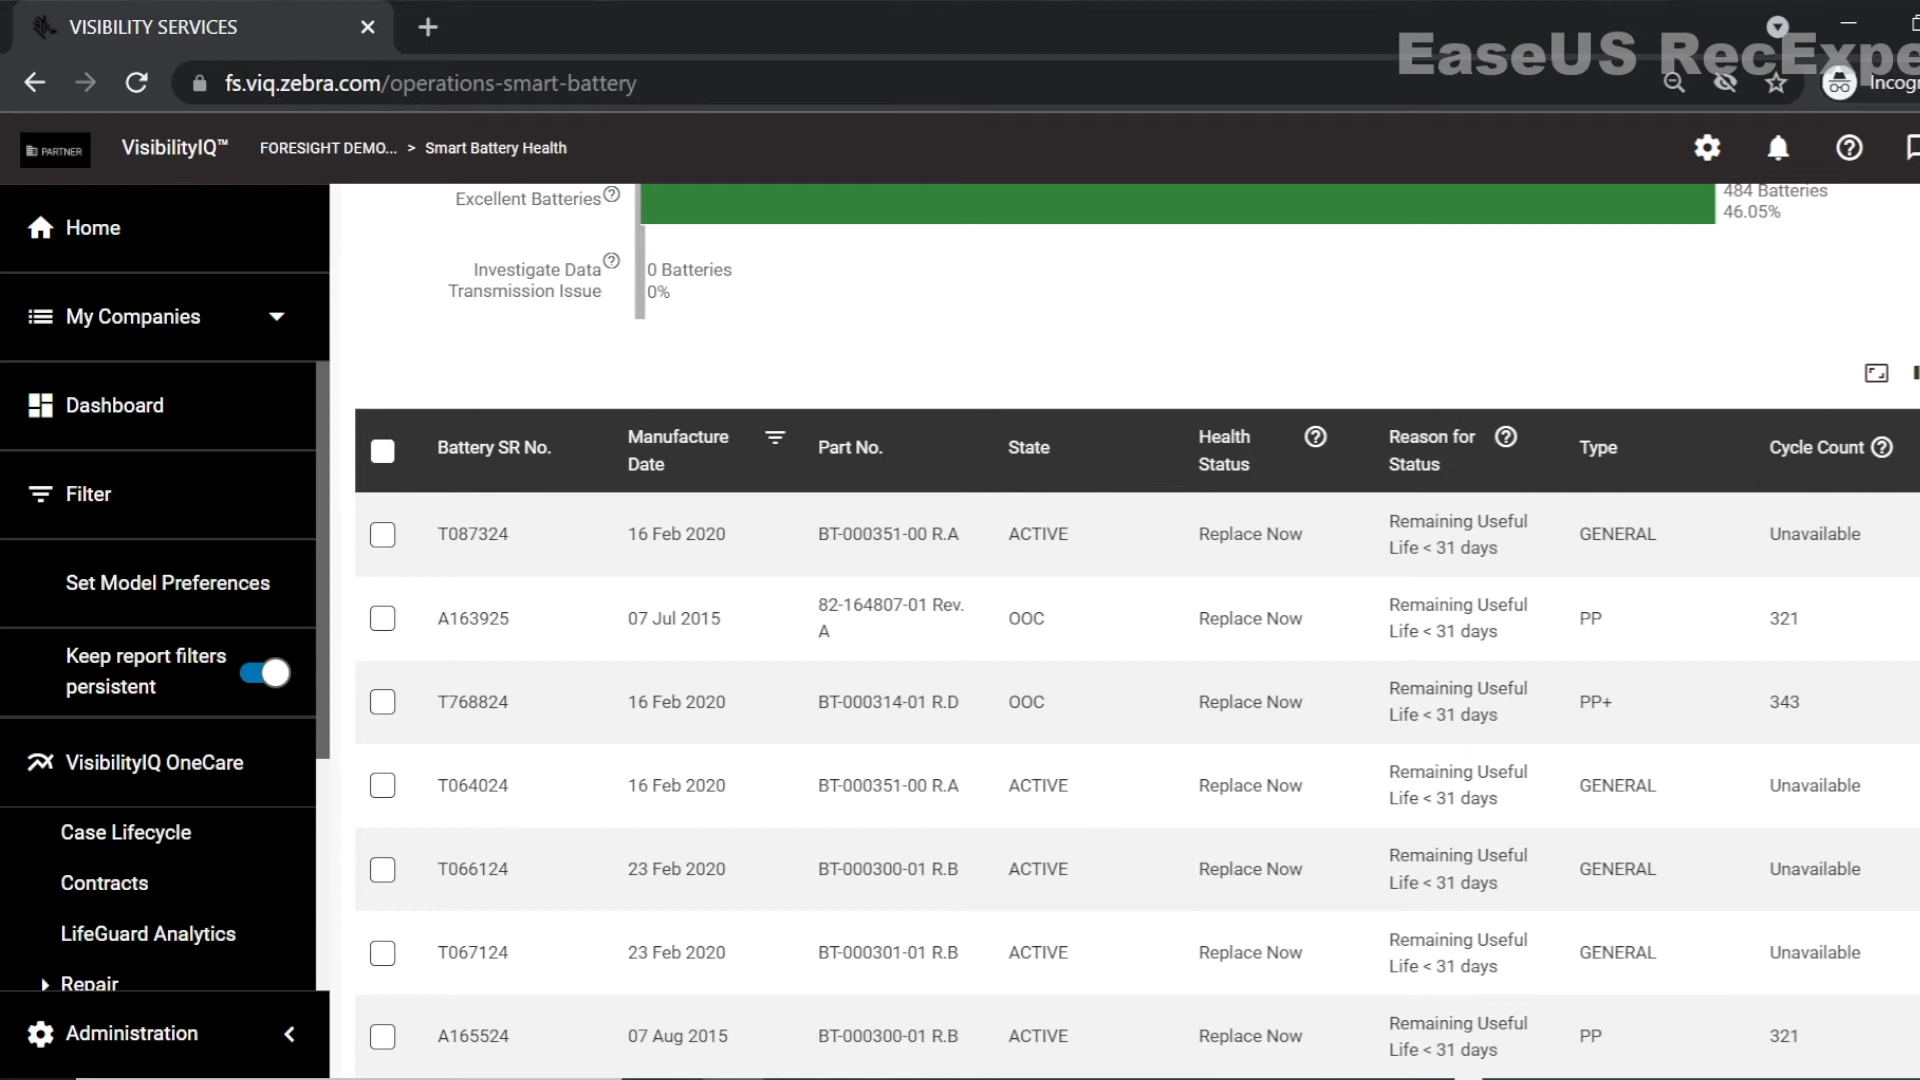 VISIBILITY SERVICES
EaseUS RecExpe
fs.viq.zebra.com/operations-smart-battery
Incogn
PARTNER
VisibilityIQ™
FORESIGHT DEMO... > Smart Battery Health
Home
My Companies
Dashboard
Filter
Set Model Preferences
Keep report filters
persistent
VisibilityIQ OneCare
Case Lifecycle
Contracts
LifeGuard Analytics
Repair
Administration
Excellent Batteries
484 Batteries
46.05%
Investigate Data
Transmission Issue
0 Batteries
0%
Battery SR No. Manufacture Date Part No. State Health Status Reason for Status Type Cycle Count
T087324 16 Feb 2020 BT-000351-00 R.A ACTIVE Replace Now Remaining Useful Life < 31 days GENERAL Unavailable
A163925 07 Jul 2015 82-164807-01 Rev. A OOC Replace Now Remaining Useful Life < 31 days PP 321
T768824 16 Feb 2020 BT-000314-01 R.D OOC Replace Now Remaining Useful Life < 31 days PP+ 343
T064024 16 Feb 2020 BT-000351-00 R.A ACTIVE Replace Now Remaining Useful Life < 31 days GENERAL Unavailable
T066124 23 Feb 2020 BT-000300-01 R.B ACTIVE Replace Now Remaining Useful Life < 31 days GENERAL Unavailable
T067124 23 Feb 2020 BT-000301-01 R.B ACTIVE Replace Now Remaining Useful Life < 31 days GENERAL Unavailable
A165524 07 Aug 2015 BT-000300-01 R.B ACTIVE Replace Now Remaining Useful Life < 31 days PP 321